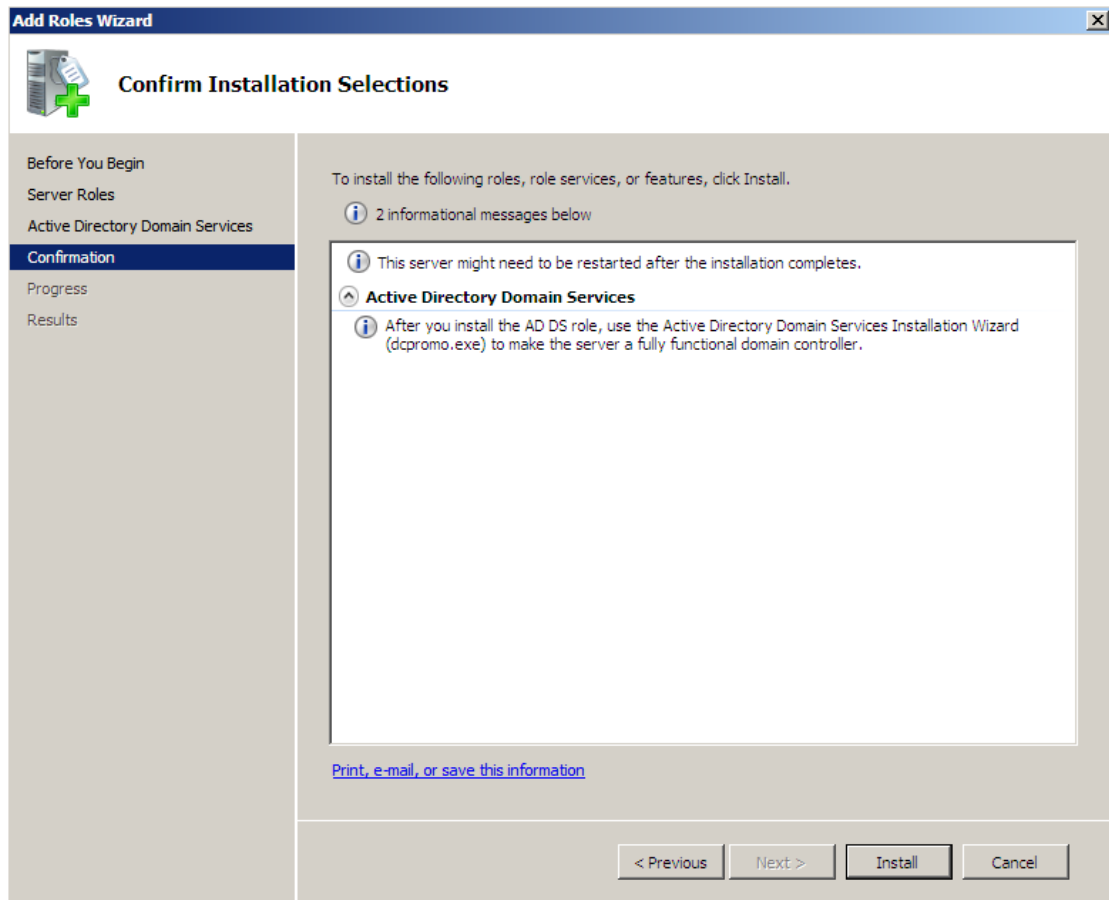 Add Roles Wizard
Confirm Installation Selections
Before You Begin
Server Roles
Active Directory Domain Services
Confirmation
Progress
Results
To install the following roles, role services, or features, click Install.
2 informational messages below
This server might need to be restarted after the installation completes.
Active Directory Domain Services
After you install the AD DS role, use the Active Directory Domain Services Installation Wizard
(dcpromo.exe) to make the server a fully functional domain controller.
Print, e-mail, or save this information
< Previous
Next >
Install
Cancel